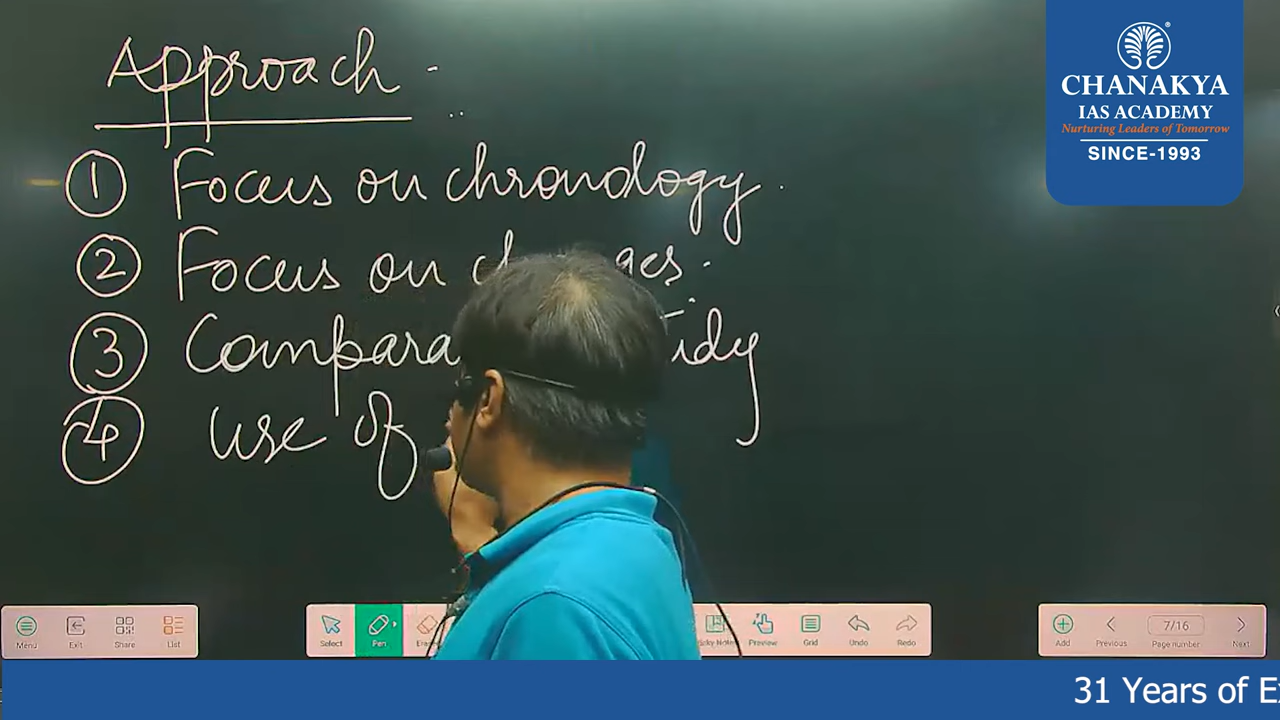 Approach -
CHANAKYA
IAS ACADEMY
Nurturing Leaders of Tomorrow
SINCE-1993
① Focus on chronology.
② Focus on
③
④ use of
Menu
Exit
Share
List
Select
Pen
Preview
Grid
Undo
Redo
Add
Previous
7/16
Page number
Next
31 Years of